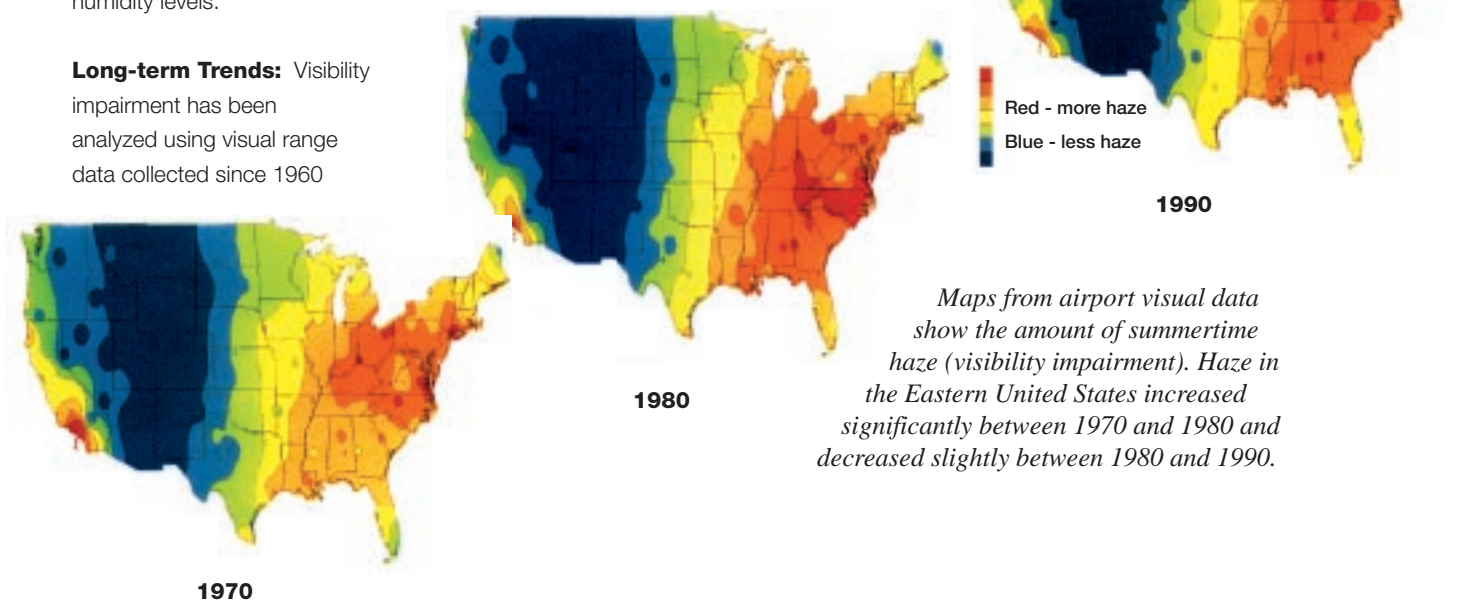 humidity levels.
Long-term Trends: Visibility
impairment has been
analyzed using visual range
data collected since 1960
Red - more haze
Blue - less haze
1990
1980
1970
Maps from airport visual data
show the amount of summertime
haze (visibility impairment). Haze in
the Eastern United States increased
significantly between 1970 and 1980 and
decreased slightly between 1980 and 1990.